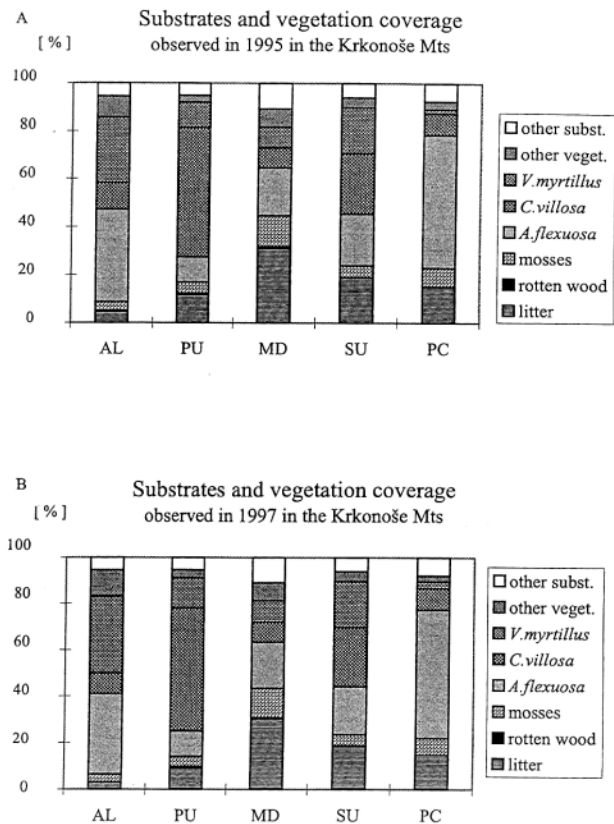 A
Substrates and vegetation coverage
observed in 1995 in the Krkonoše Mts
[ % ]
100
80
60
40
20
0
AL PU MD SU PC
other subst.
other veget.
V.myrtillus
C.villosa
A.flexuosa
mosses
rotten wood
litter
B
Substrates and vegetation coverage
observed in 1997 in the Krkonoše Mts
[ % ]
100
80
60
40
20
0
AL PU MD SU PC
other subst.
other veget.
V.myrtillus
C.villosa
A.flexuosa
mosses
rotten wood
litter